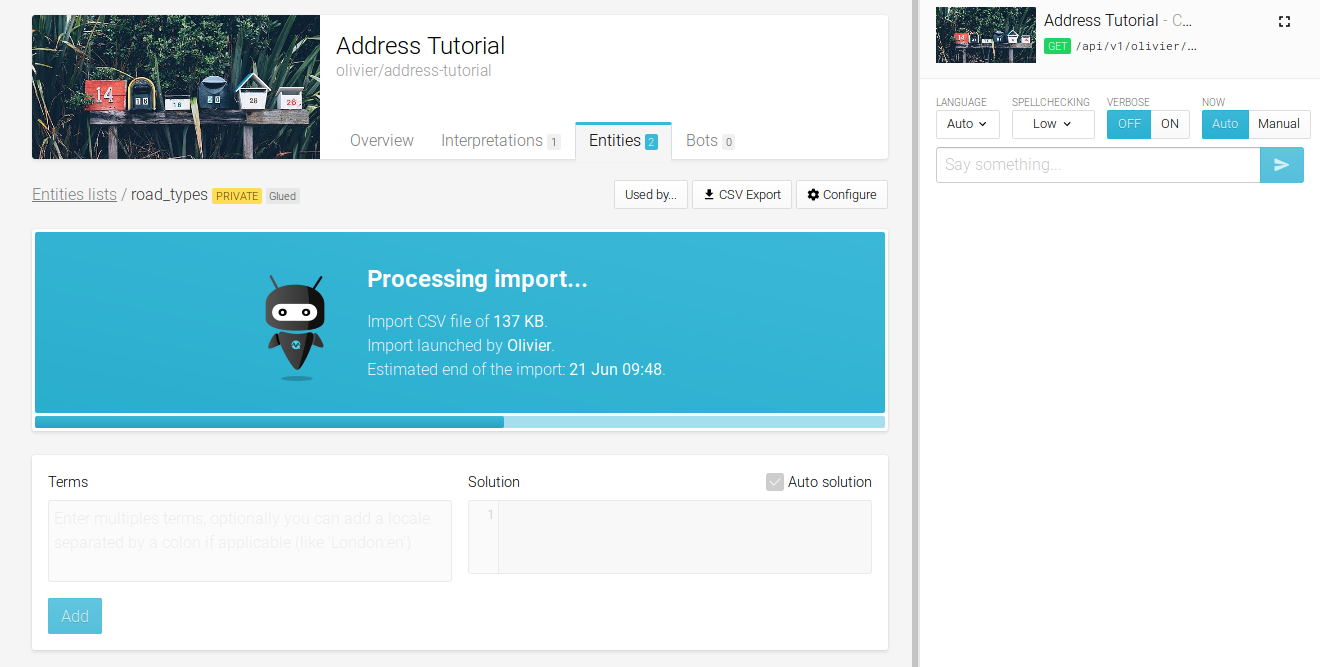 14
18
16
20
28
26
Address Tutorial
olivier/address-tutorial
Overview
Interpretations 1
Entities 2
Bots 0
Entities lists / road_types PRIVATE Glued
Used by...
CSV Export
Configure
Processing import...
Import CSV file of 137 KB.
Import launched by Olivier.
Estimated end of the import: 21 Jun 09:48.
Terms
Enter multiples terms, optionally you can add a locale
separated by a colon if applicable (like 'London:en')
Add
Solution
Auto solution
1
Address Tutorial - C...
GET /api/v1/olivier/...
LANGUAGE
Auto
SPELLCHECKING
Low
VERBOSE
OFF ON
NOW
Auto Manual
Say something...